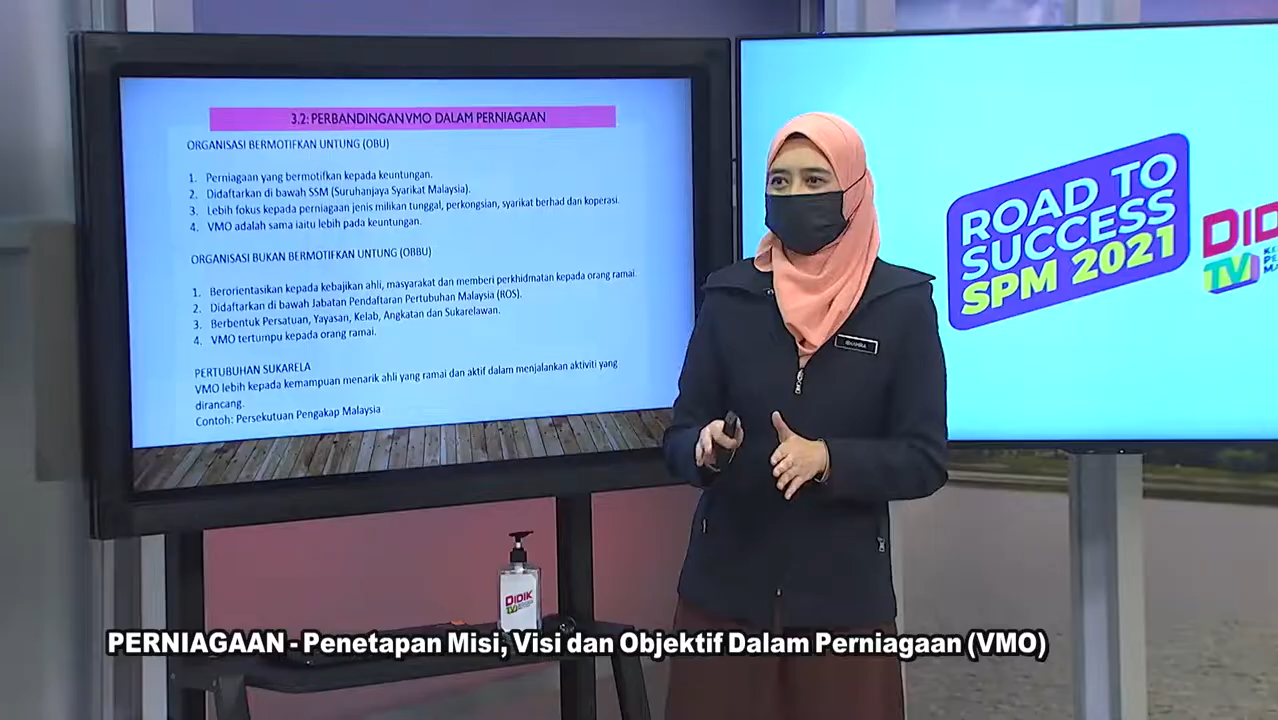 3.2: PERBANDINGAN VMO DALAM PERNIAGAAN
ORGANISASI BERMOTIFKAN UNTUNG (OBU)
1. Perniagaan yang bermotifkan kepada keuntungan.
2. Didaftarkan di bawah SSM (Suruhanjaya Syarikat Malaysia).
3. Lebih fokus kepada perniagaan jenis milikan tunggal, perkongsian, syarikat berhad dan koperasi.
4. VMO adalah sama iaitu lebih pada keuntungan.
ORGANISASI BUKAN BERMOTIFKAN UNTUNG (OBBU)
1. Berorientasikan kepada kebajikan ahli, masyarakat dan memberi perkhidmatan kepada orang ramai.
2. Didaftarkan di bawah Jabatan Pendaftaran Pertubuhan Malaysia (ROS).
3. Berbentuk Persatuan, Yayasan, Kelab, Angkatan dan Sukarelawan.
4. VMO tertumpu kepada orang ramai.
PERTUBUHAN SUKARELA
VMO lebih kepada kemampuan menarik ahli yang ramai dan aktif dalam menjalankan aktiviti yang
dirancang.
Contoh: Persekutuan Pengakap Malaysia
ROAD TO
SUCCESS
SPM 2021
DIDI
TV
DIDIK
TV
PERNIAGAAN - Penetapan Misi, Visi dan Objektif Dalam Perniagaan (VMO)